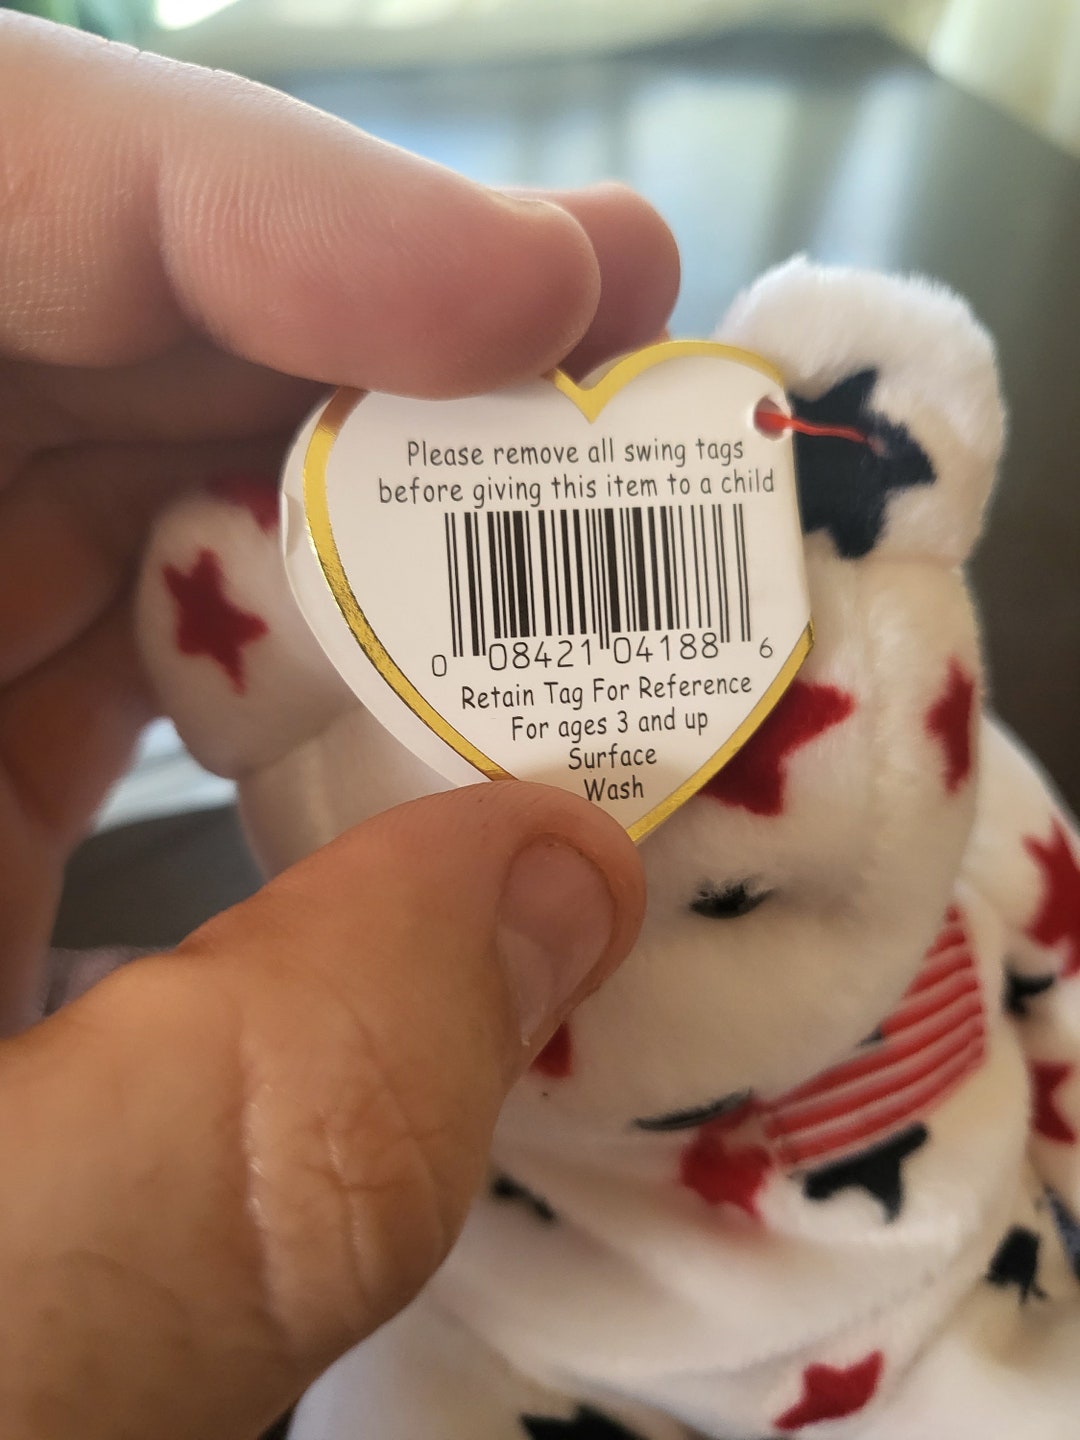 Please remove all swing tags
before giving this item to a child
0 08421 04188 6
Retain Tag For Reference
For ages 3 and up
Surface
Wash